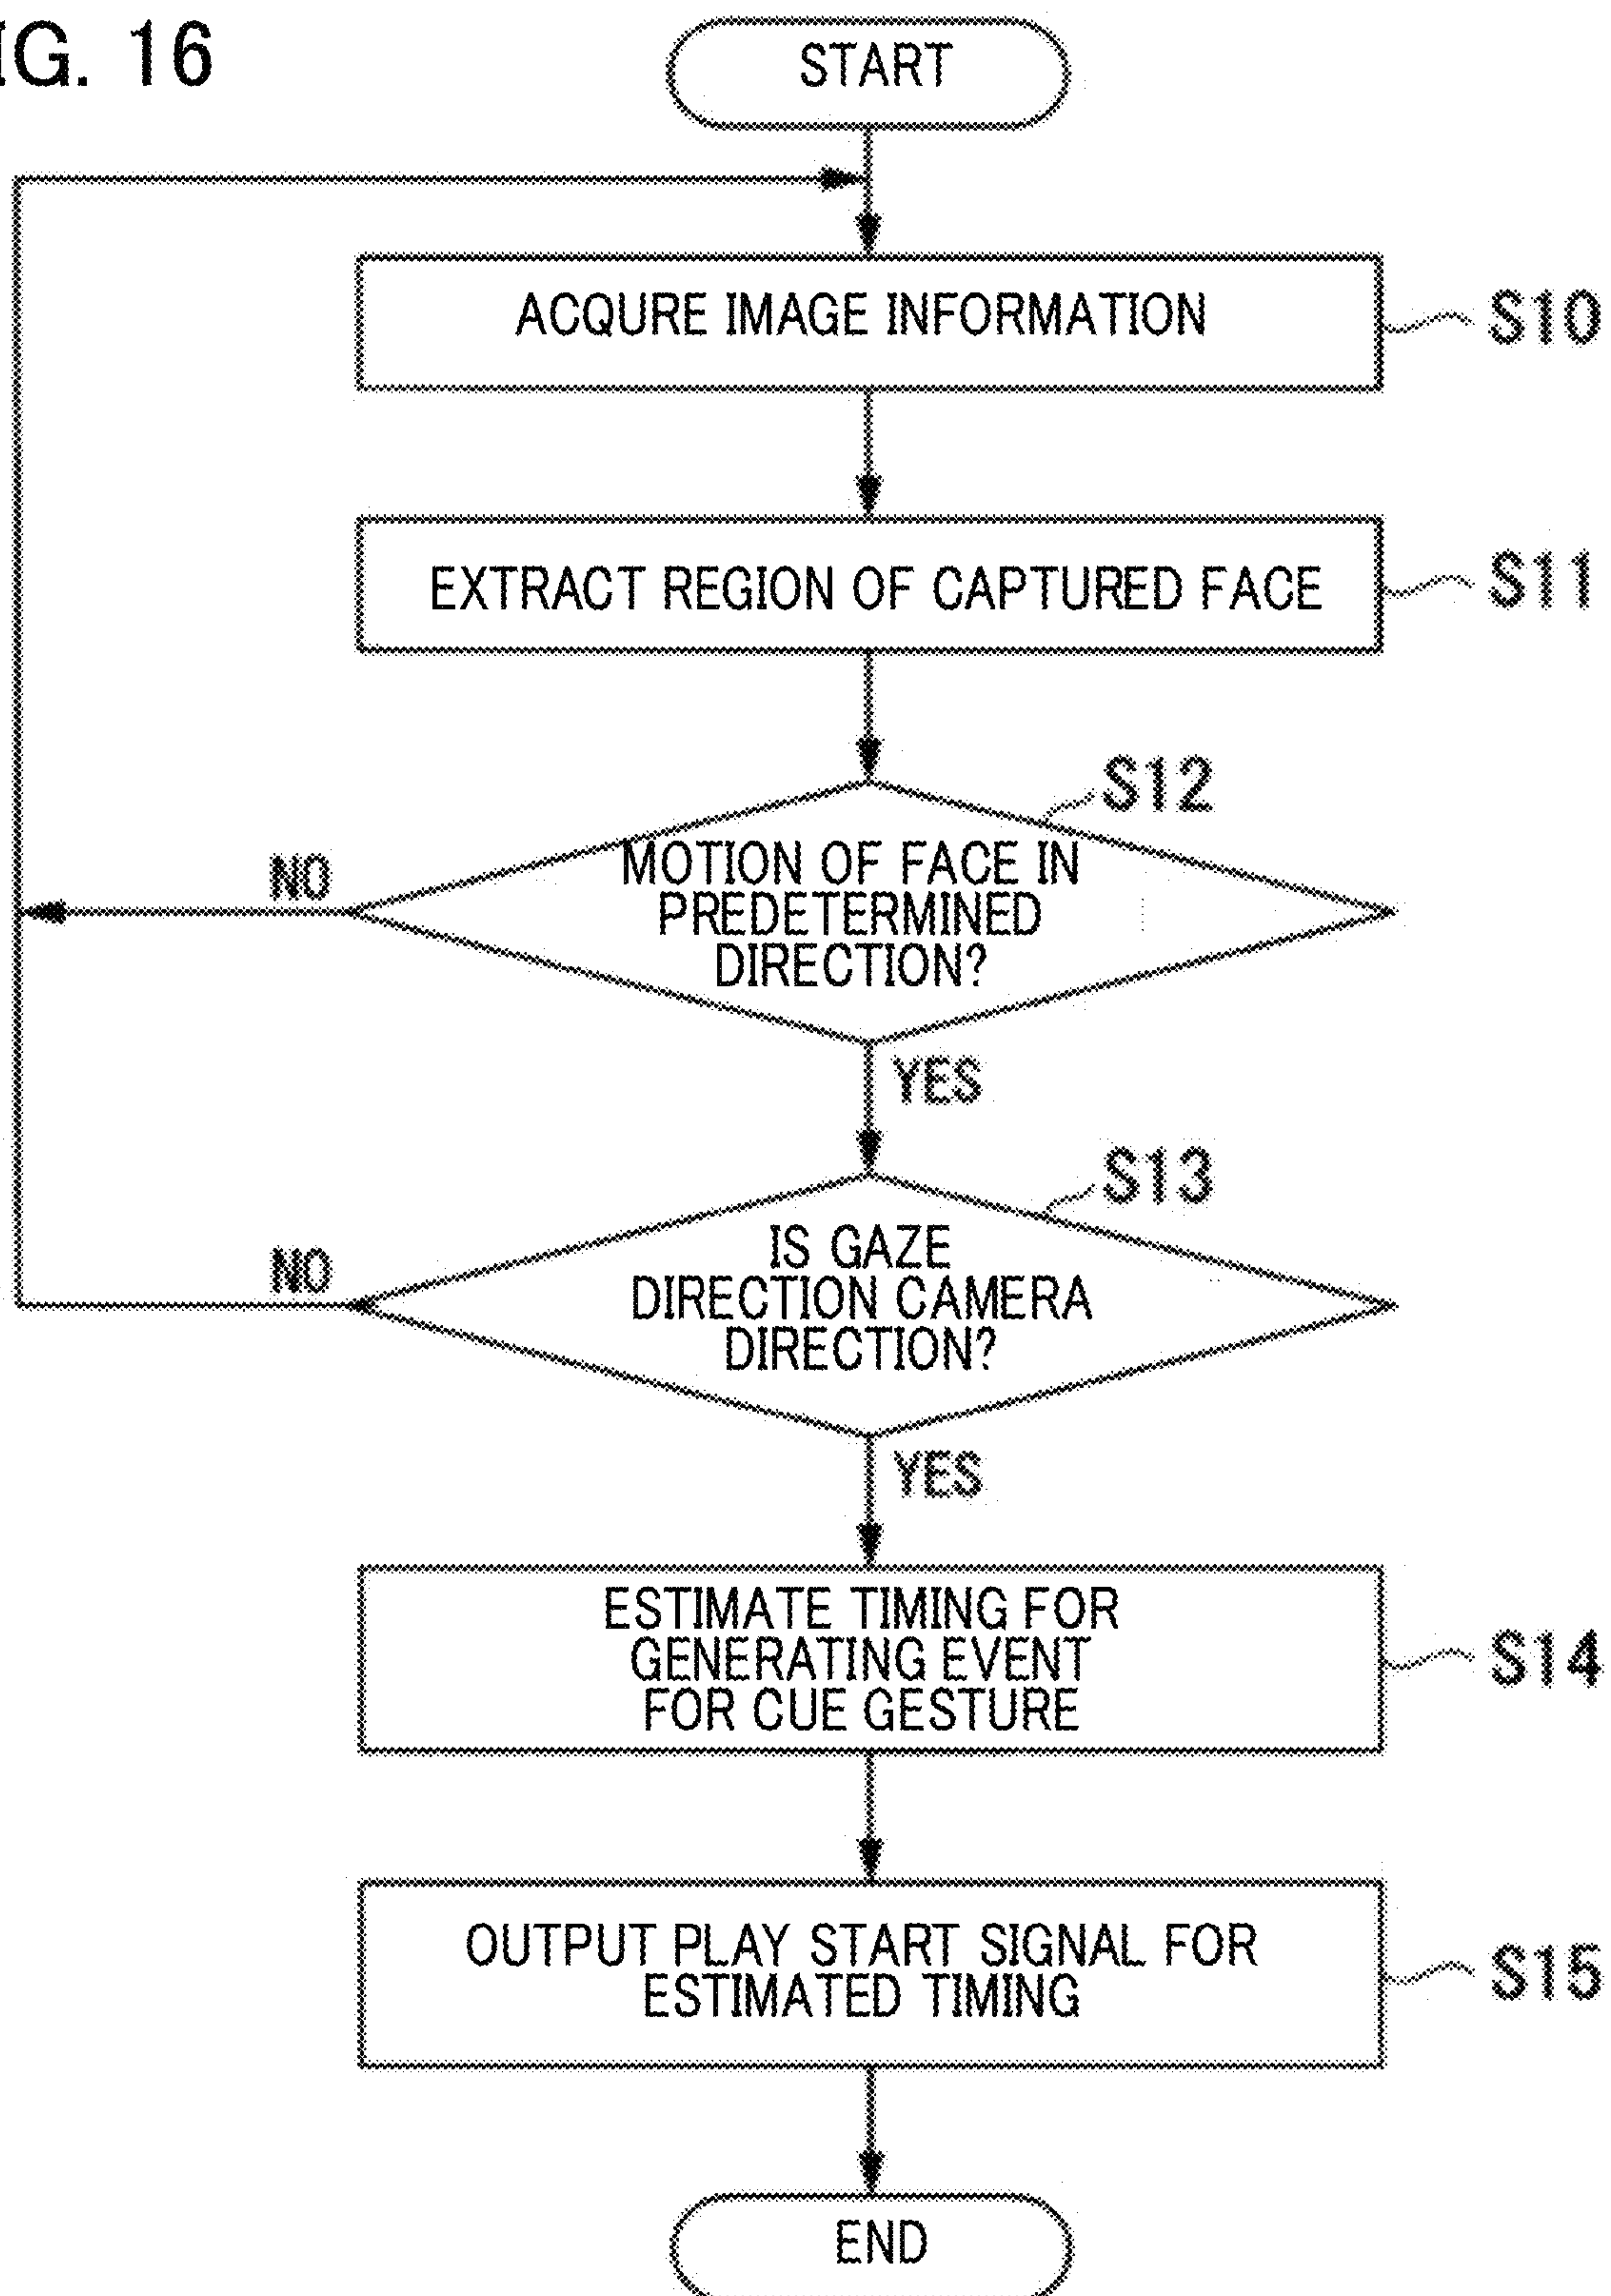 IG. 16
START
ACQURE IMAGE INFORMATION
S10
EXTRACT REGION OF CAPTURED FACE
S11
S12
MOTION OF FACE IN
PREDETERMINED
DIRECTION?
NO
YES
S13
IS GAZE
DIRECTION CAMERA
DIRECTION?
NO
YES
ESTIMATE TIMING FOR
GENERATING EVENT
FOR CUE GESTURE
S14
OUTPUT PLAY START SIGNAL FOR
ESTIMATED TIMING
S15
END